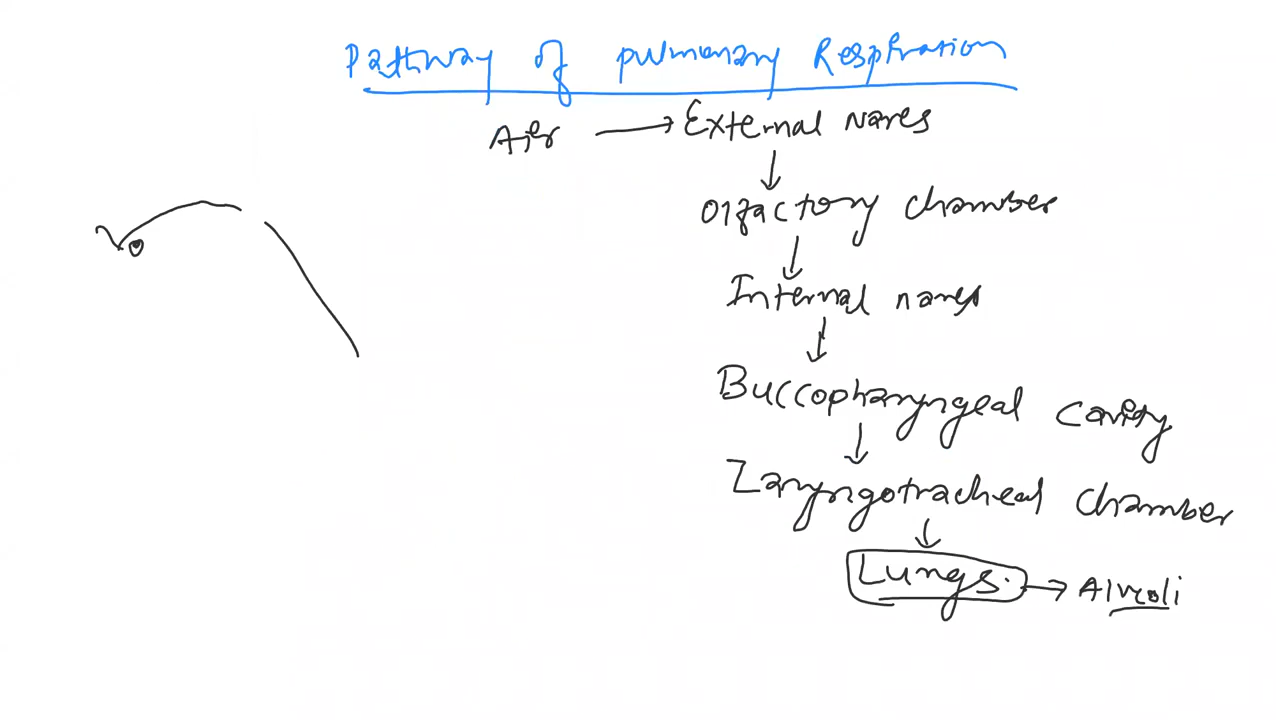 Pathway of pulmonary Respiration
Air → External Nares
↓
Olfactory chamber
↓
Internal nares
↓
Buccopharyngeal cavity
↓
Laryngotracheal chamber
↓
Lungs. → Alveoli